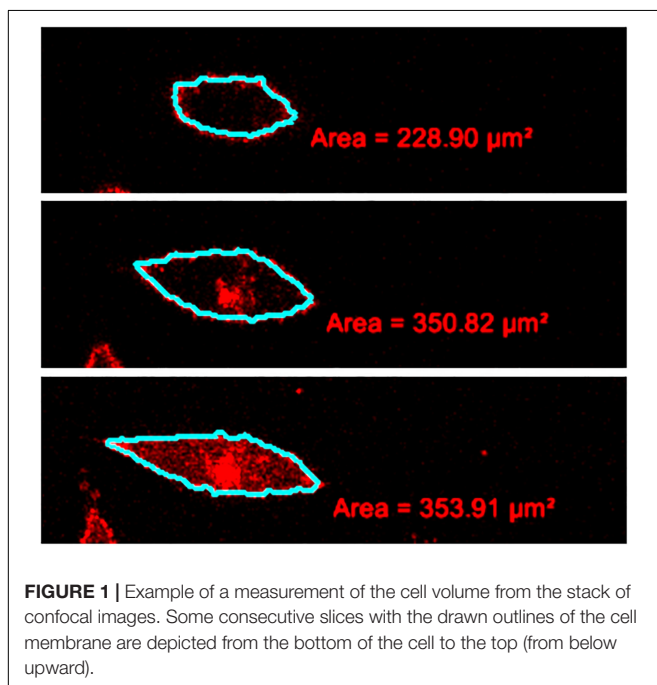 Area = 228.90 µm²
Area = 350.82 µm²
Area = 353.91 µm²
FIGURE 1 | Example of a measurement of the cell volume from the stack of
confocal images. Some consecutive slices with the drawn outlines of the cell
membrane are depicted from the bottom of the cell to the top (from below
upward).